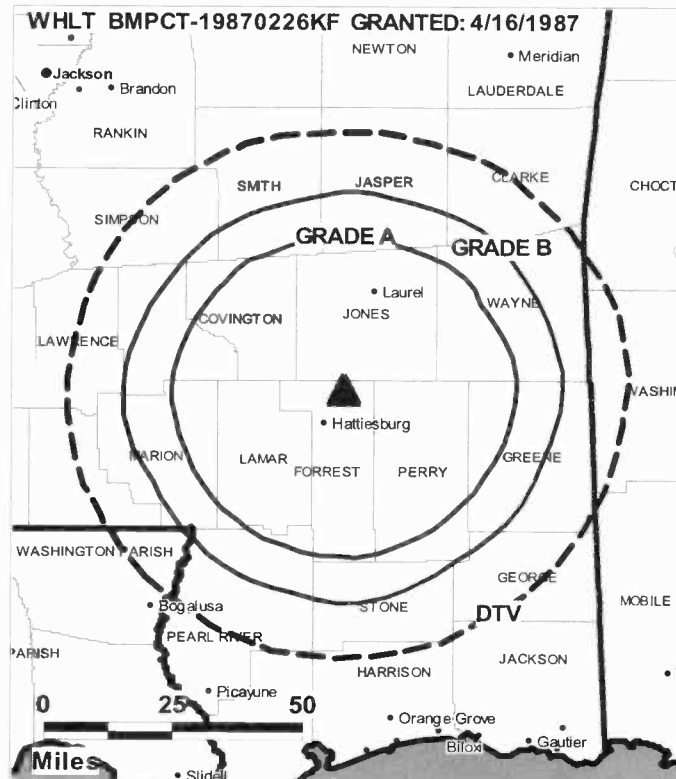 WHLT BMPCT-19870226KF GRANTED: 4/16/1987
NEWTON
Meridian
Jackson
Brandon
LAUDERDALE
Clinton
RANKIN
CLARKE
SMITH
JASPER
CHOCT
SIMPSON
GRADE A
GRADE B
Laurel
WAYNE
JONES
COVINGTON
LAWRENCE
WASHIN
Hattiesburg
MARION
LAMAR
FORREST
PERRY
GREENE
WASHINGTON PARISH
GEORGE
MOBILE
Bogalusa
STONE
DTV
PEARL RIVER
PARISH
HARRISON
JACKSON
Picayune
0 25 50
Orange Grove
Biloxi
Gautier
Miles
Slidell